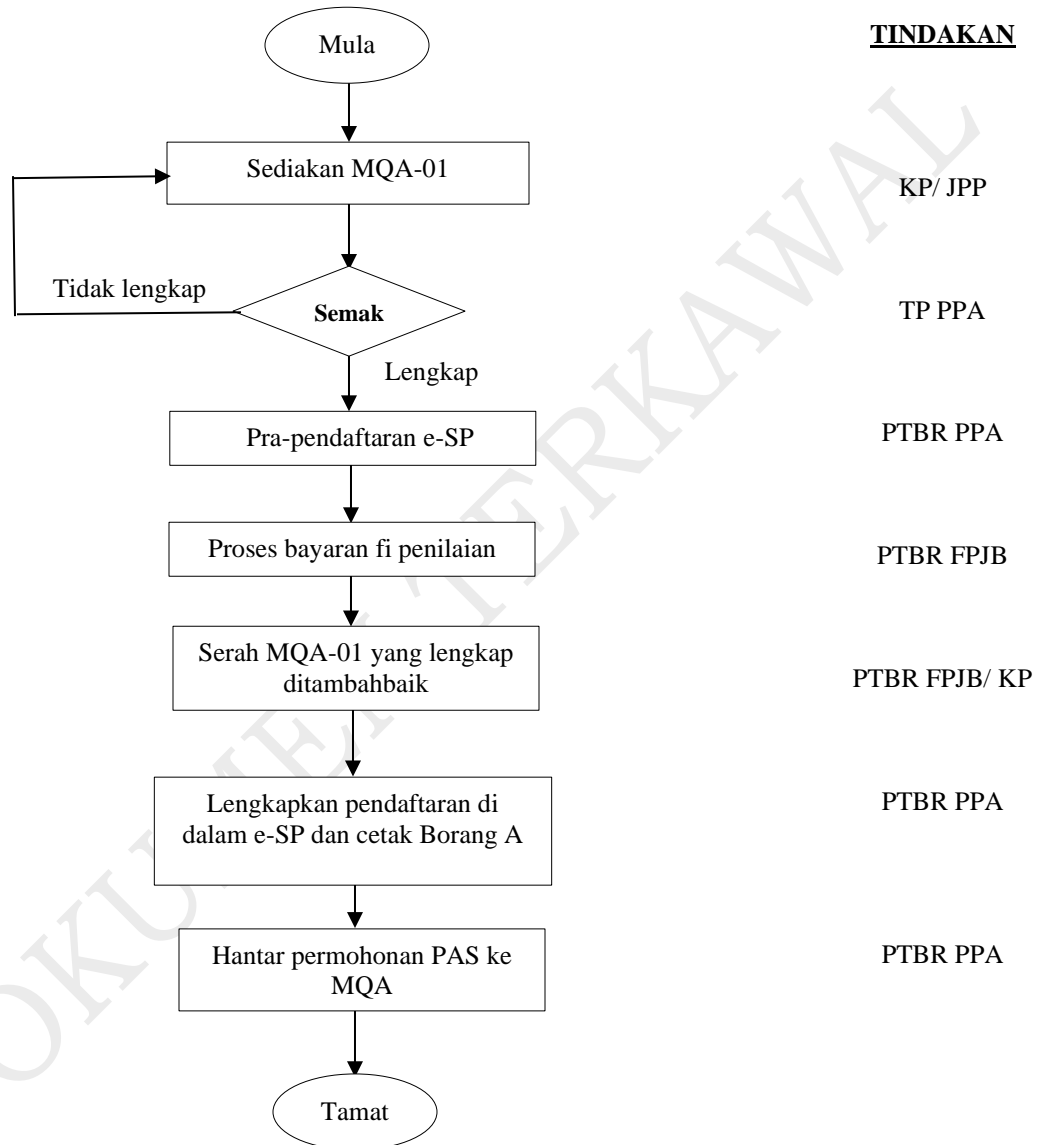 Mula
TINDAKAN
Sediakan MQA-01
KP/ JPP
Tidak lengkap
Semak
TP PPA
Lengkap
Pra-pendaftaran e-SP
PTBR PPA
Proses bayaran fi penilaian
PTBR FPJB
Serah MQA-01 yang lengkap
ditambahbaik
PTBR FPJB/ KP
Lengkapkan pendaftaran di
dalam e-SP dan cetak Borang A
PTBR PPA
Hantar permohonan PAS ke
MQA
PTBR PPA
Tamat
OKUMEN TERKAWAL